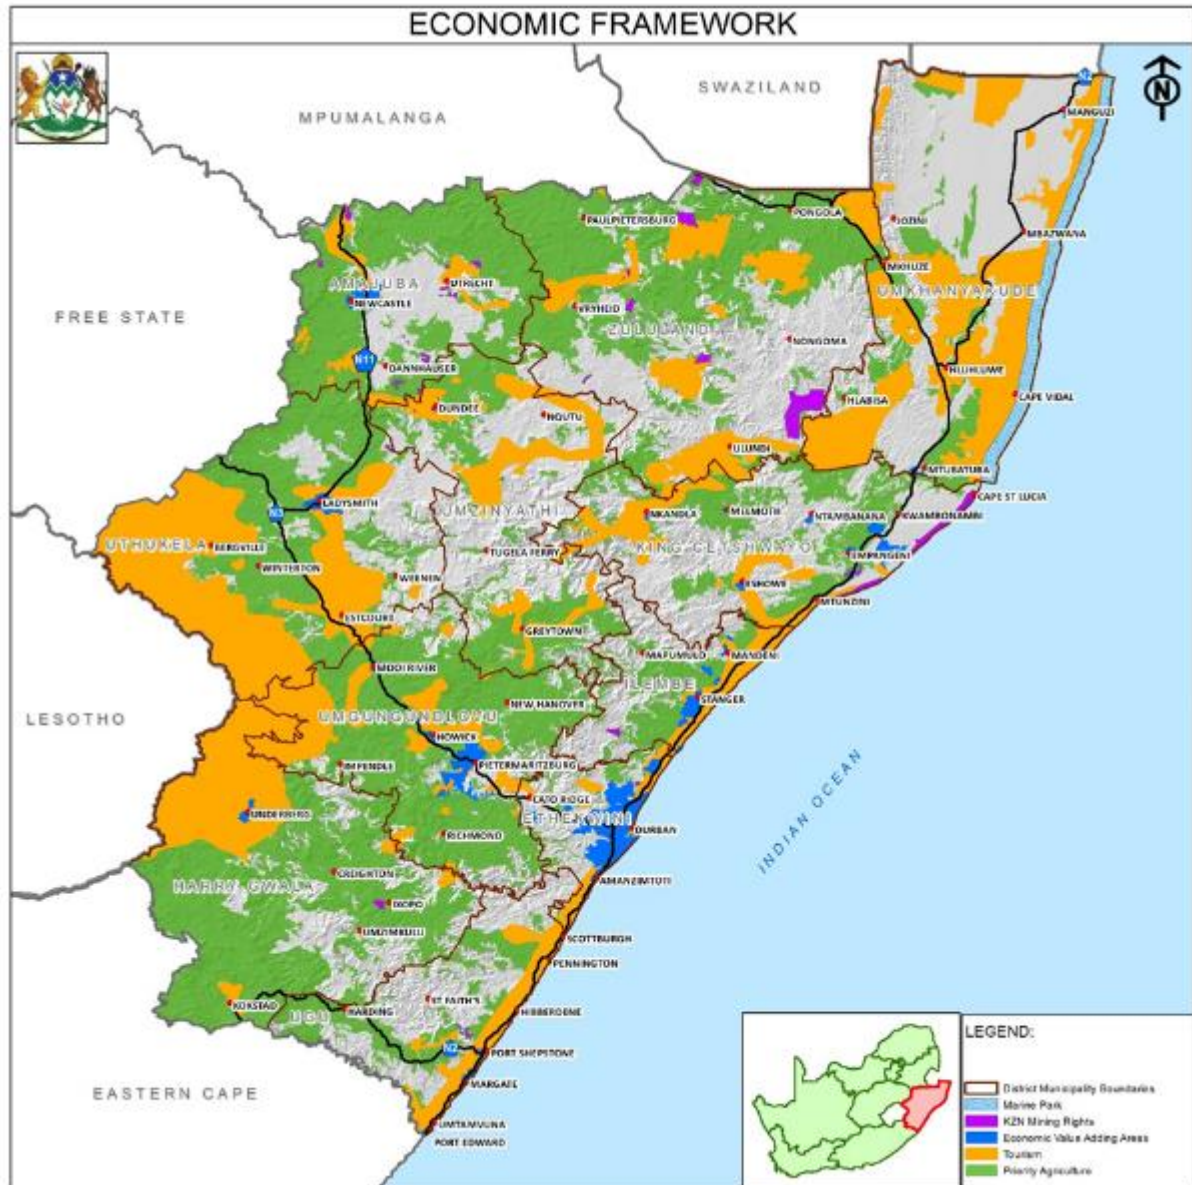 ECONOMIC FRAMEWORK
SWAZILAND
MPUMALANGA
N
N2
MANGUZI
PAULPIETERSBURG
PONGOLA
JOZINI
MBAZWANA
MKHUZE
AMAJUBA
UTRECHT
UMKHANYAKUDE
NEWCASTLE
VRYHEID
FREE STATE
ZULULAND
NONGOMA
N11
DANNHAUSER
HLUHLUWE
DUNDEE
NQUTU
HLABISA
CAPE VIDAL
ULUNDI
MTUBATUBA
LADYSMITH
CAPE ST LUCIA
N3
UMZINYATHI
NKANDLA
MELMOTH
NTAMBANANA
KWAMBONAMBI
UTHUKELA
BERGVILLE
TUGELA FERRY
KING CETSHWAYO
EMPANGENI
WINTERTON
WEENEN
ESHOWE
MTUNZINI
ESTCOURT
GREYTOWN
MAPUMULO
MANDENI
MOOI RIVER
ILEMBE
LESOTHO
NEW HANOVER
STANGER
UMGUNGUNDLOVU
HOWICK
IMPENDLE
PIETERMARITZBURG
INDIAN OCEAN
CATO RIDGE
UNDERBERG
ETHEKWINI
RICHMOND
DURBAN
CREIGHTON
HARRY GWALA
AMANZIMTOTI
IXOPO
UMZIMKULU
SCOTTBURGH
PENNINGTON
KOKSTAD
ST FAITH'S
HARDING
HIBBERDENE
UGU
N2
PORT SHEPSTONE
MARGATE
EASTERN CAPE
UMTAMVUNA
PORT EDWARD
LEGEND:
District Municipality Boundaries
Marine Park
KZN Mining Rights
Economic Value Adding Areas
Tourism
Priority Agriculture